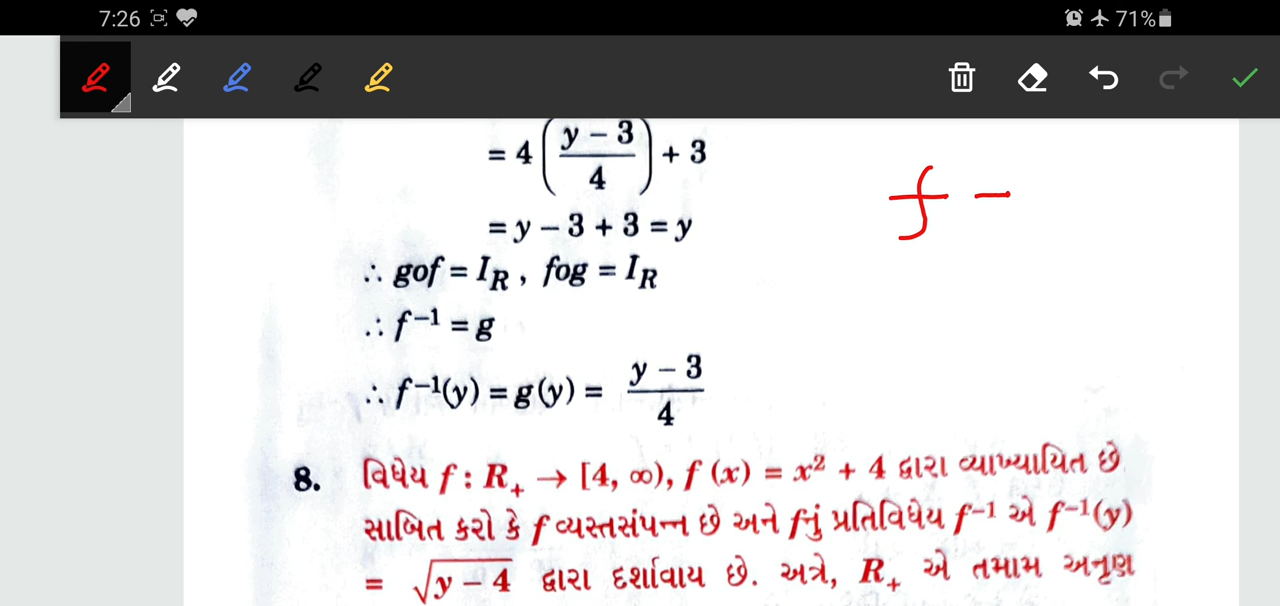 7:26 71%
= 4 ( (y – 3) / 4 ) + 3
f –
= y – 3 + 3 = y
∴ gof = I_R , fog = I_R
∴ f⁻¹ = g
∴ f⁻¹(y) = g(y) = (y – 3) / 4
8. વિધેય f : R₊ → [4, ∞), f (x) = x² + 4 દ્વારા વ્યાખ્યાયિત છે
સાબિત કરો કે f વ્યસ્તસંપન્ન છે અને fનું પ્રતિવિધેય f⁻¹ એ f⁻¹(y)
= √(y – 4) દ્વારા દર્શાવાય છે. અત્રે, R₊ એ તમામ અનૃણ